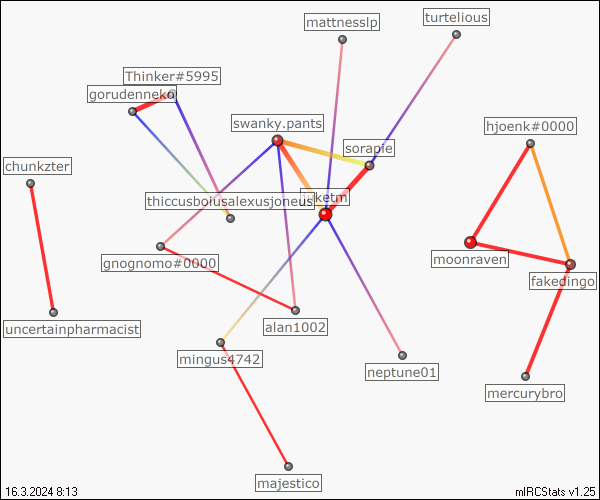 mattnesslp
turtelious
Thinker#5995
gorudenneko
swanky.pants
hjoenk#0000
sorapie
chunkzter
thiccusboiusalexusjoneus
moonraven
gnognomo#0000
fakedingo
uncertainpharmacist
alan1002
mingus4742
neptune01
mercurybro
majestico
16.3.2024 8:13
mIRCStats v1.25